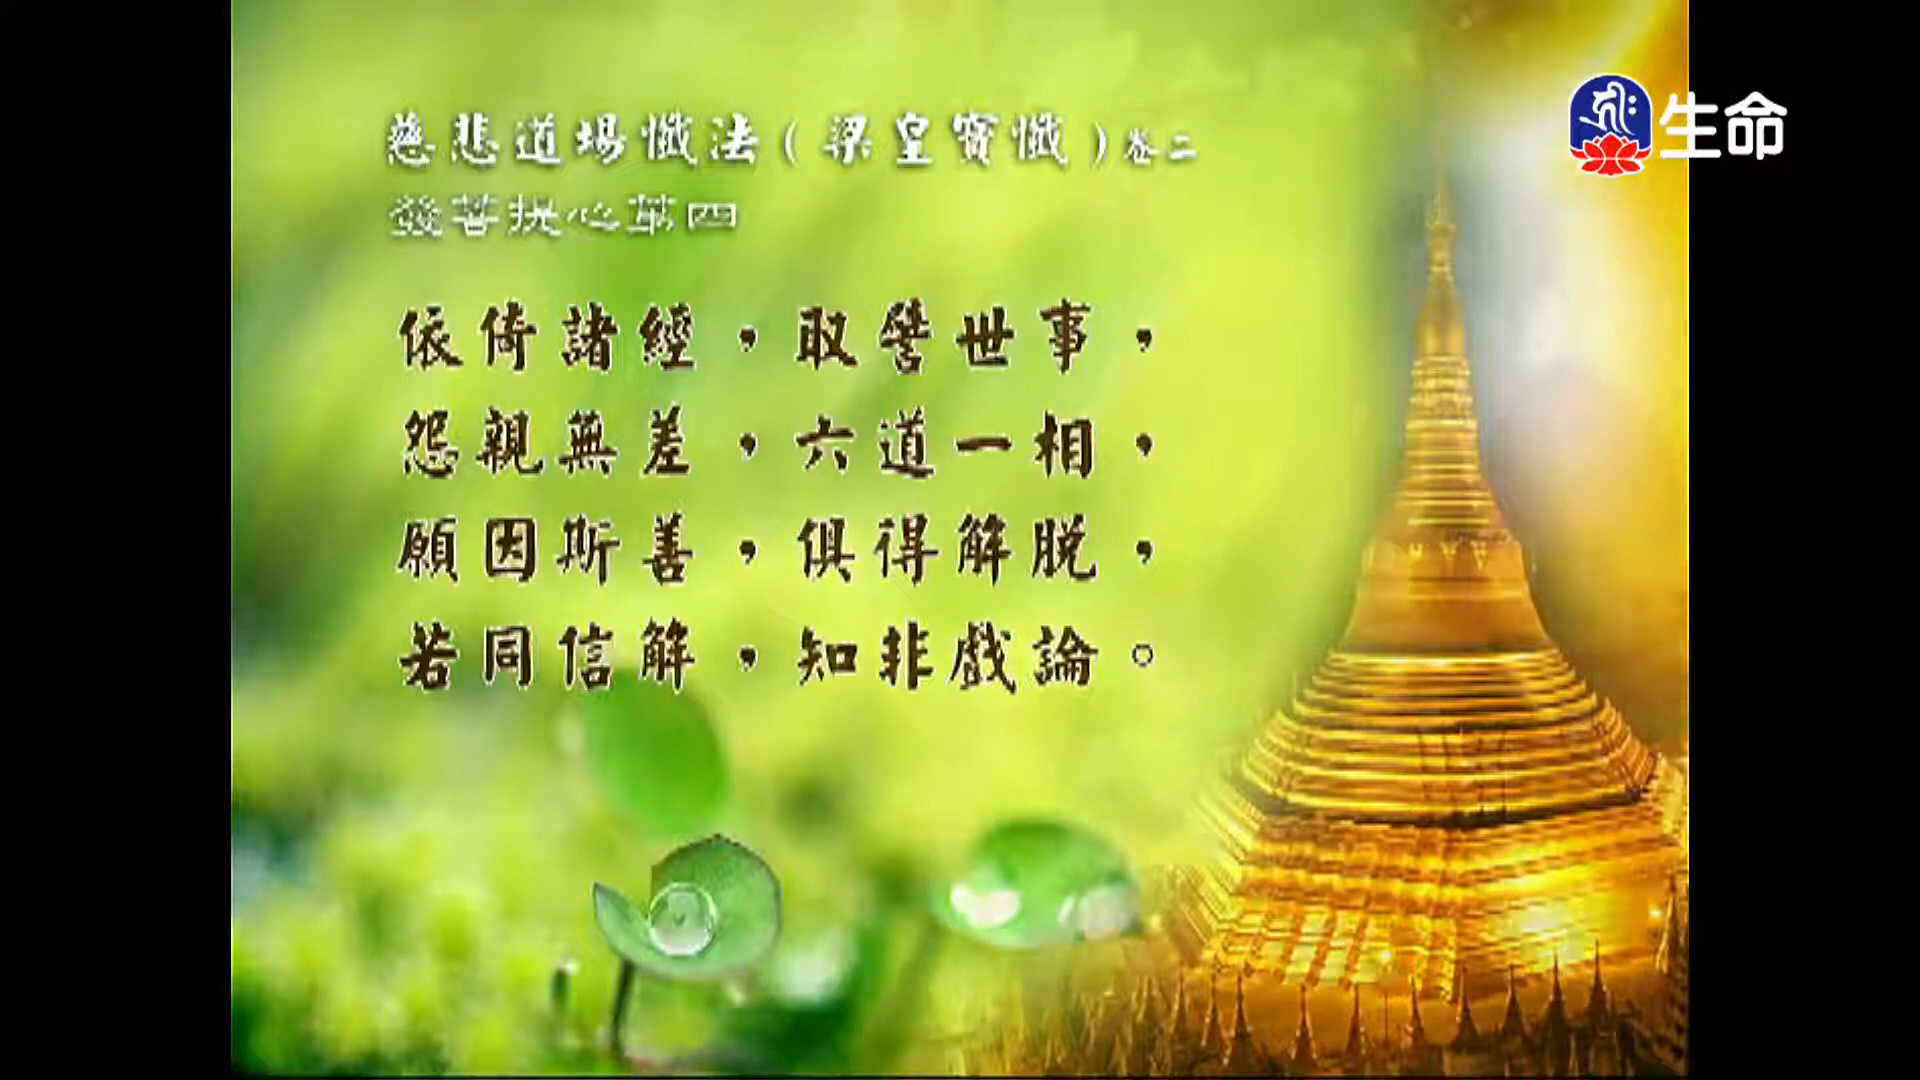 慈悲道場懺法(梁皇寶懺)卷二
發菩提心第四
依倚諸經，取譬世事，
怨親無差，六道一相，
願因斯善，俱得解脫，
若同信解，知非戲論。
生命